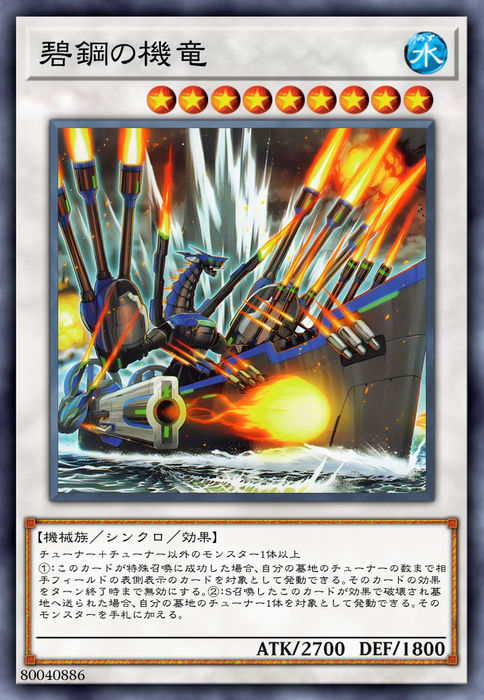 碧鋼の機竜
みず
水
【機械族／シンクロ／効果】
チューナー＋チューナー以外のモンスター1体以上
①：このカードが特殊召喚に成功した場合、自分の墓地のチューナーの数まで相
手フィールドの表側表示のカードを対象として発動できる。そのカードの効果
をターン終了時まで無効にする。②：S召喚したこのカードが効果で破壊され墓
地へ送られた場合、自分の墓地のチューナー1体を対象として発動できる。その
モンスターを手札に加える。
ATK/2700 DEF/1800
80040886